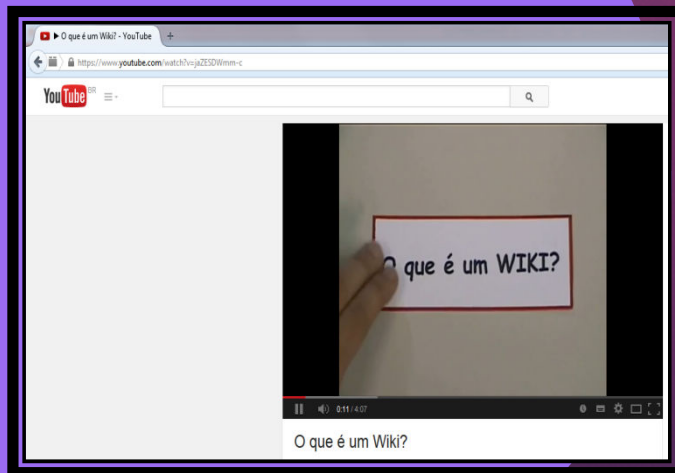 O que é um Wiki? - YouTube
https://www.youtube.com/watch?v=jaZESDWmm-c
YouTube BR
O que é um WIKI?
0:11 / 4:07
O que é um Wiki?